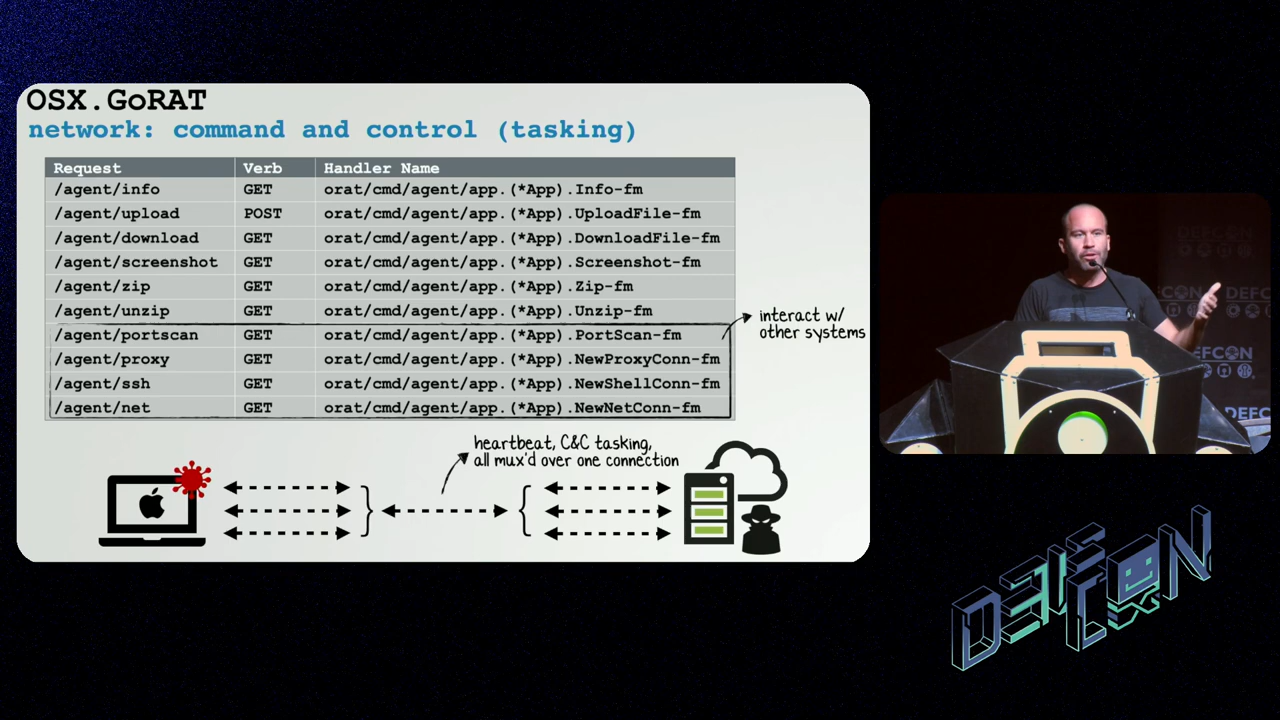 OSX.GoRAT
network: command and control (tasking)
Request Verb Handler Name
/agent/info GET orat/cmd/agent/app.(*App).Info-fm
/agent/upload POST orat/cmd/agent/app.(*App).UploadFile-fm
/agent/download GET orat/cmd/agent/app.(*App).DownloadFile-fm
/agent/screenshot GET orat/cmd/agent/app.(*App).Screenshot-fm
/agent/zip GET orat/cmd/agent/app.(*App).Zip-fm
/agent/unzip GET orat/cmd/agent/app.(*App).Unzip-fm
/agent/portscan GET orat/cmd/agent/app.(*App).PortScan-fm
/agent/proxy GET orat/cmd/agent/app.(*App).NewProxyConn-fm
/agent/ssh GET orat/cmd/agent/app.(*App).NewShellConn-fm
/agent/net GET orat/cmd/agent/app.(*App).NewNetConn-fm
interact w/
other systems
heartbeat, C&C tasking,
all mux'd over one connection
DEFCON
DEFCON
DEFCON
DEFC
DEFCON